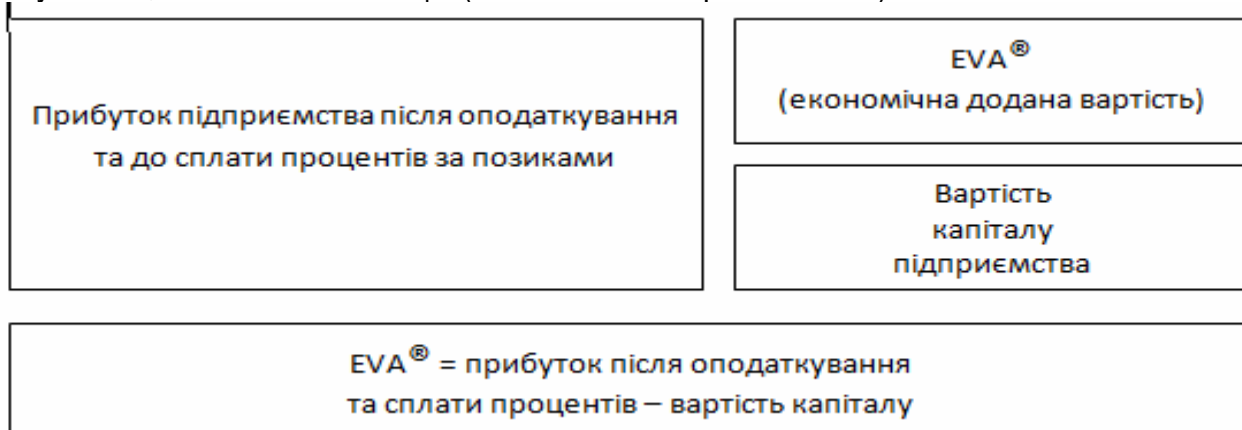 Прибуток підприємства після оподаткування
та до сплати процентів за позиками
EVA®
(економічна додана вартість)
Вартість
капіталу
підприємства
EVA® = прибуток після оподаткування
та сплати процентів – вартість капіталу